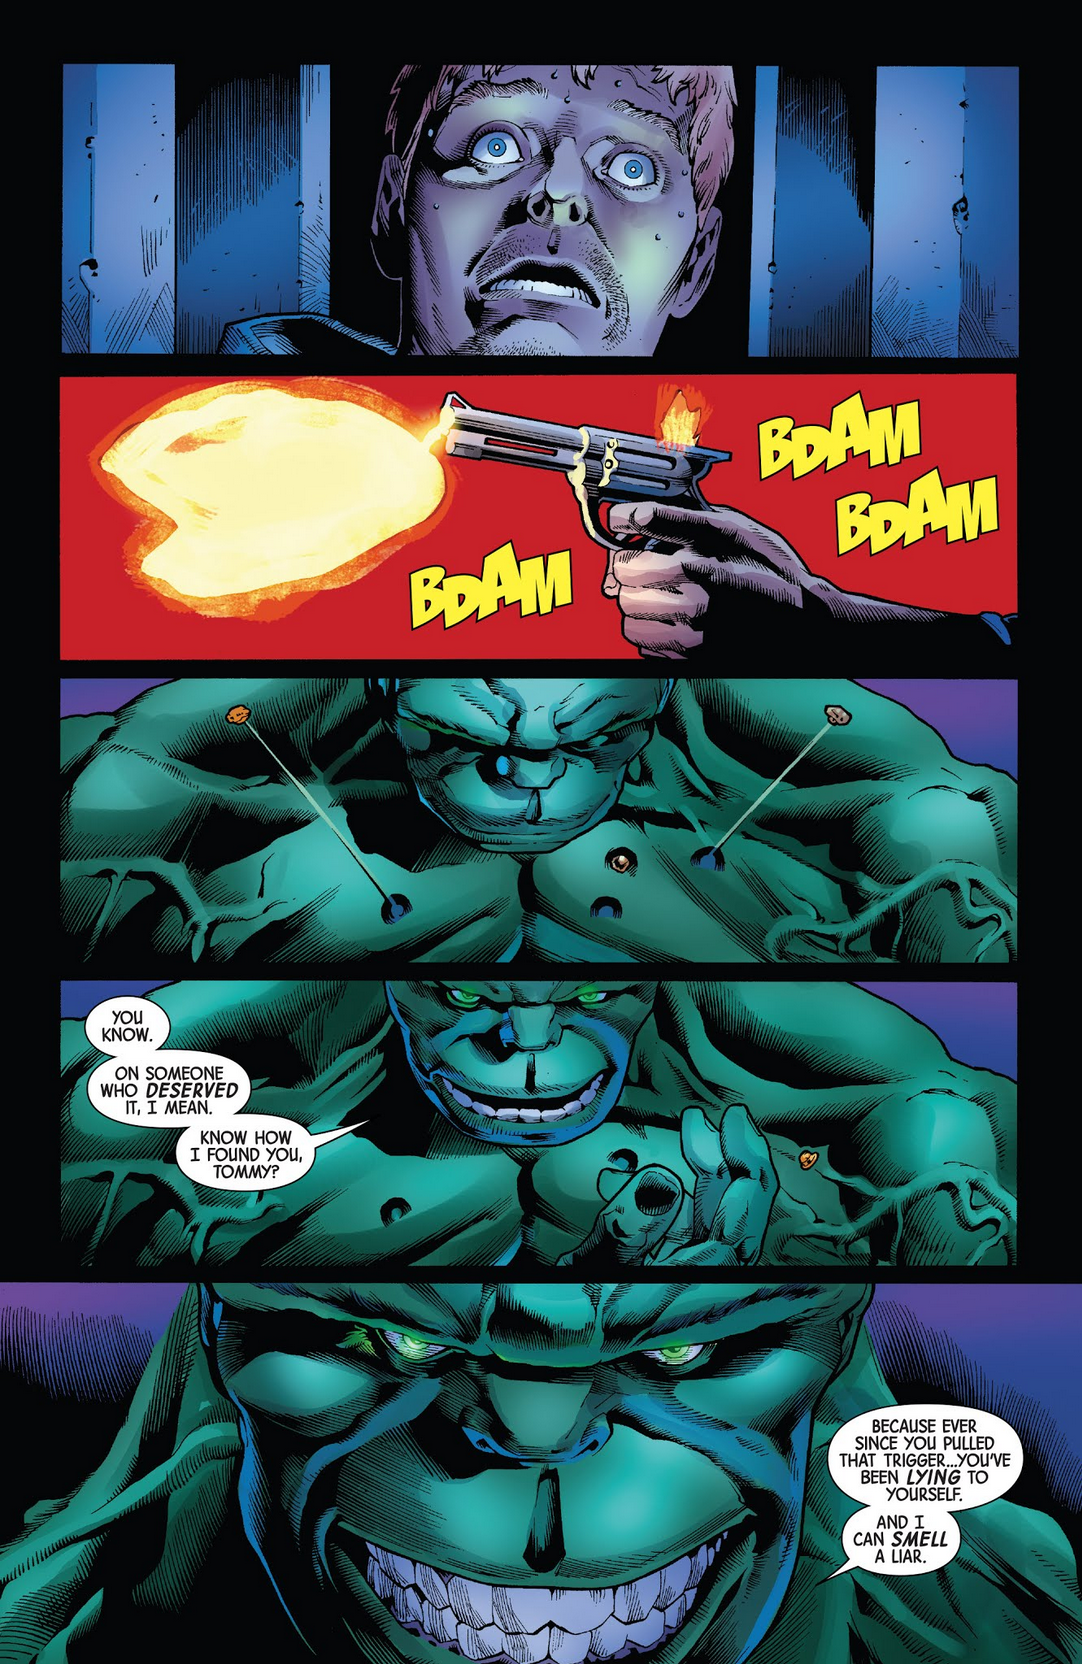 BDAM
BDAM
BDAM
YOU
KNOW.
ON SOMEONE
WHO DESERVED
IT, I MEAN.
KNOW HOW
I FOUND YOU,
TOMMY?
BECAUSE EVER
SINCE YOU PULLED
THAT TRIGGER...YOU'VE
BEEN LYING TO
YOURSELF.
AND I
CAN SMELL
A LIAR.